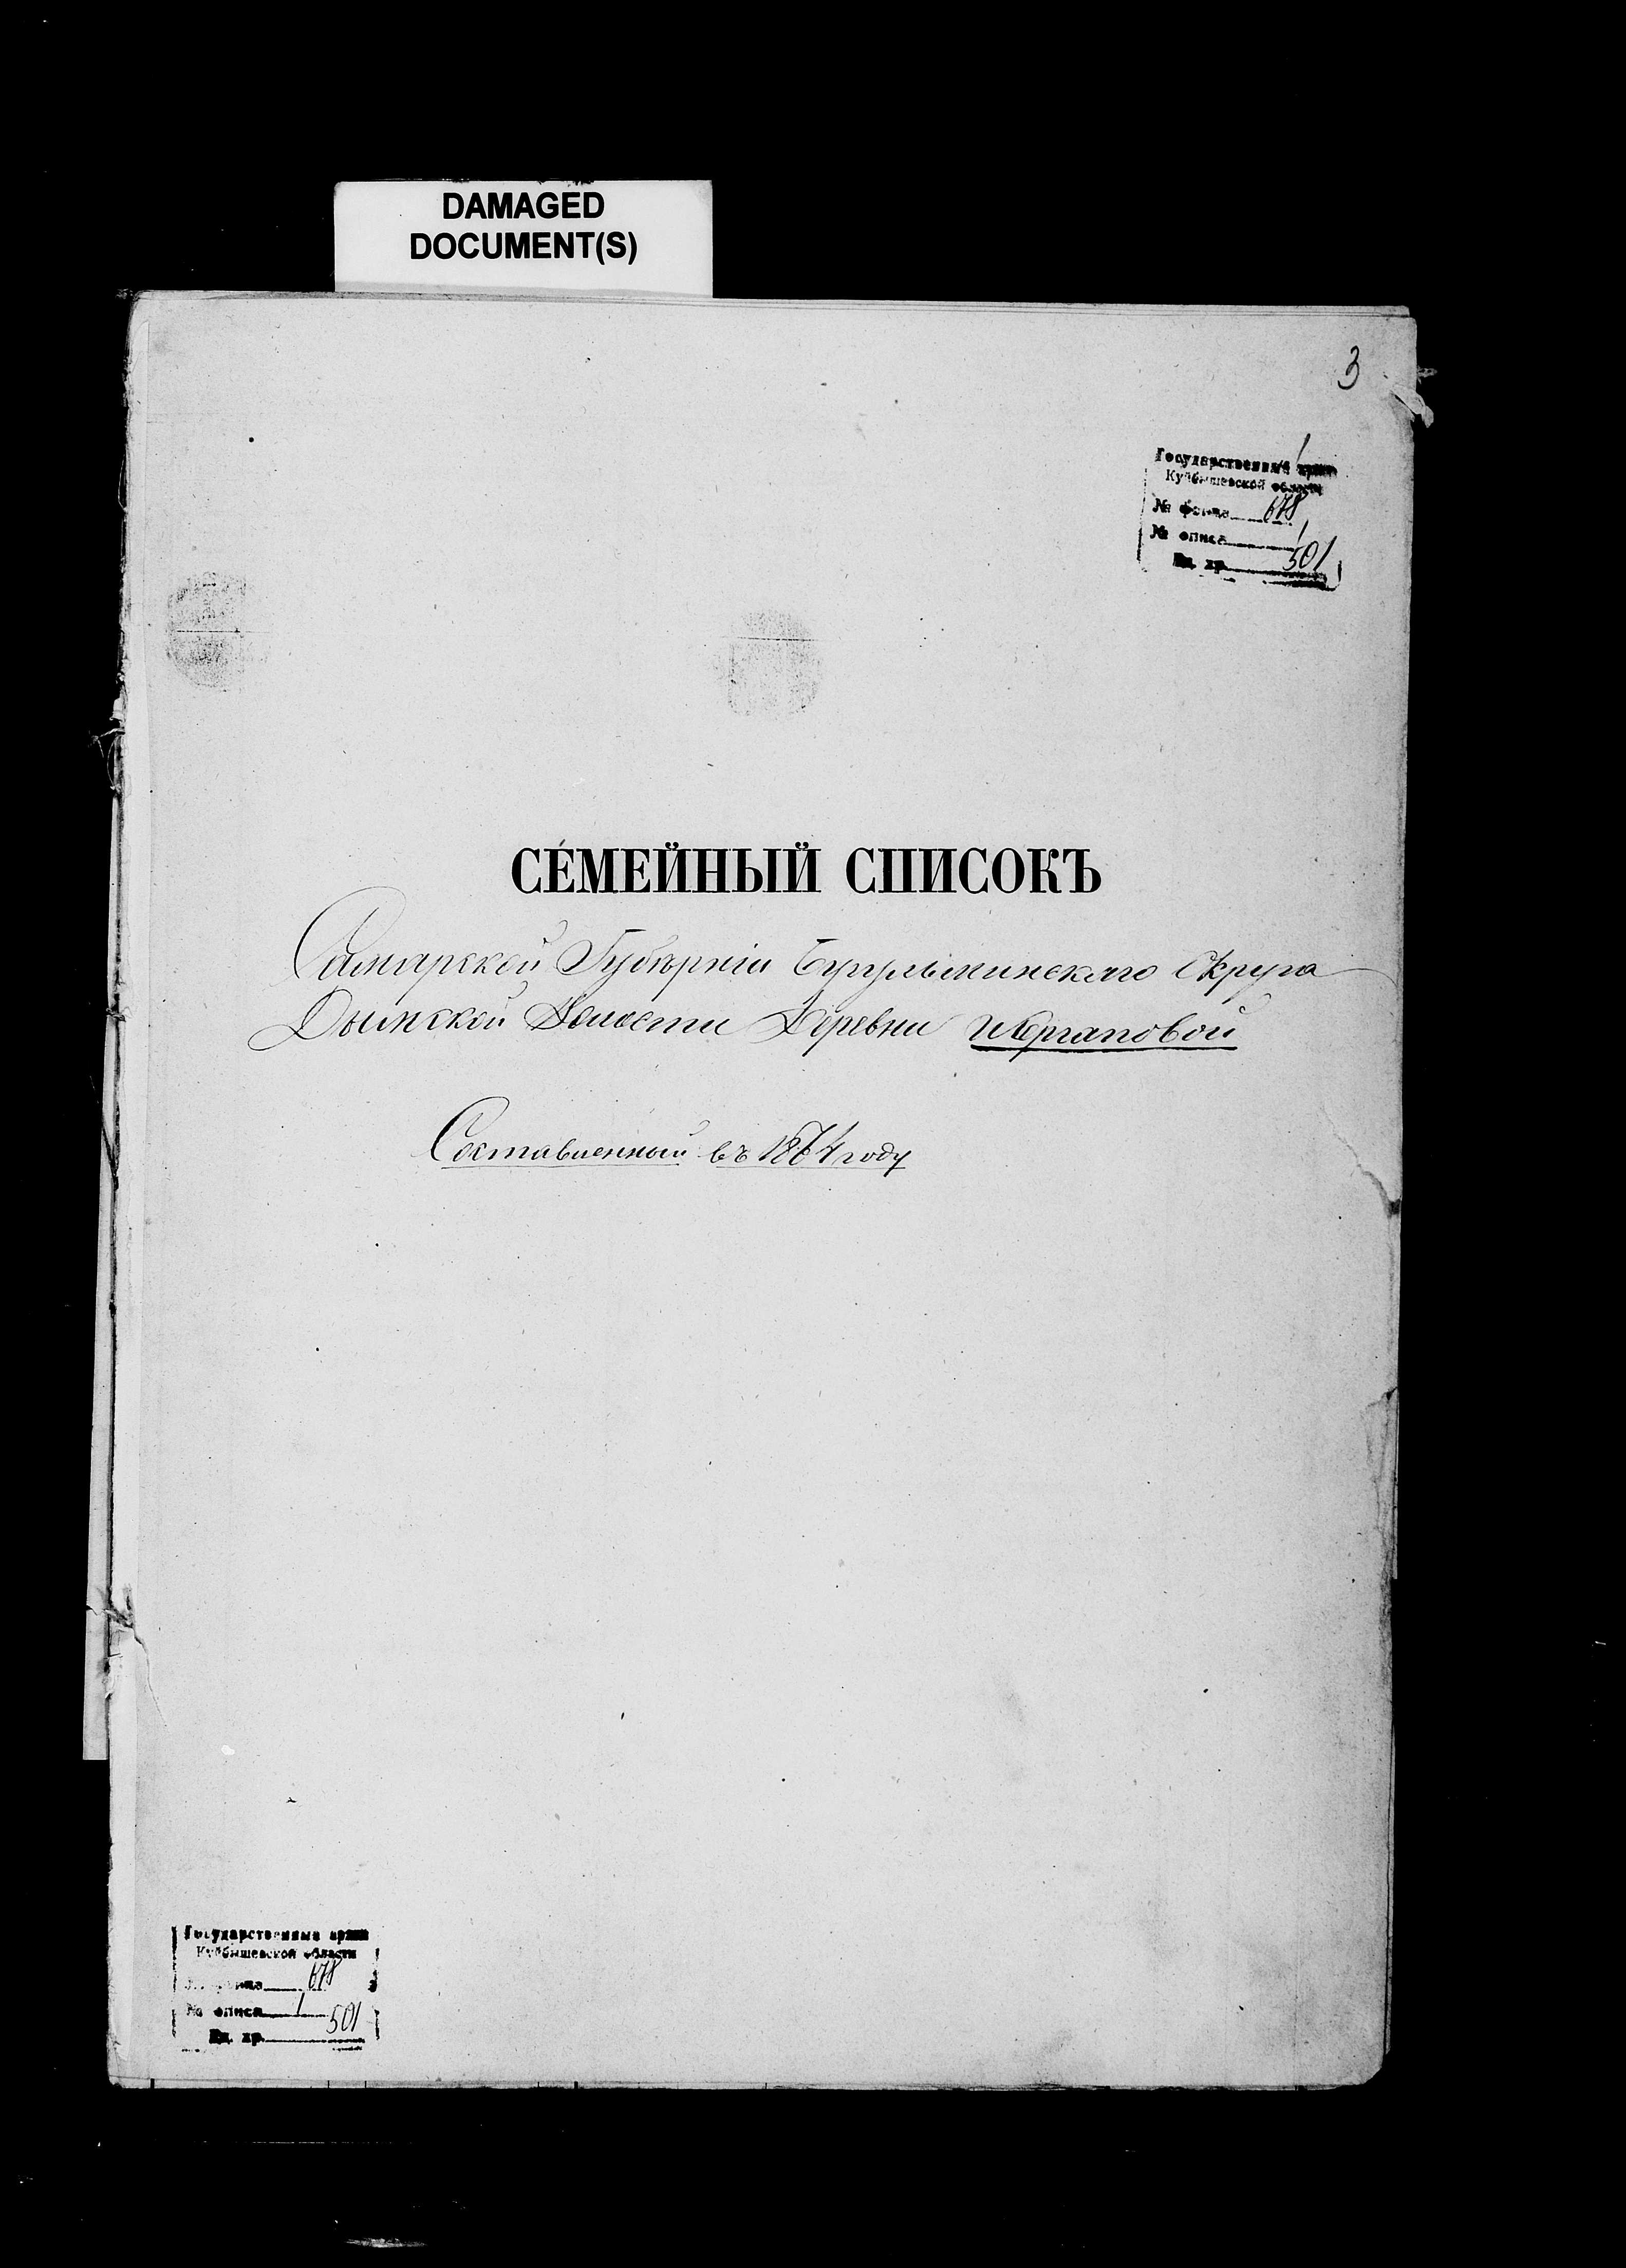 DAMAGED
DOCUMENT(S)
3
Государственный архив
Куйбышевской области
№ фонда 678
№ описи 1
Ед. хр. 501
СЕМЕЙНЫЙ СПИСОКЪ
Самарской Губѣрніи Бугульминскаго Округа
Дымской Волости Деревни
Составленный въ 1874 году
Государственный архив
Куйбышевской области
678
№ описи 1
Ед. хр. 501